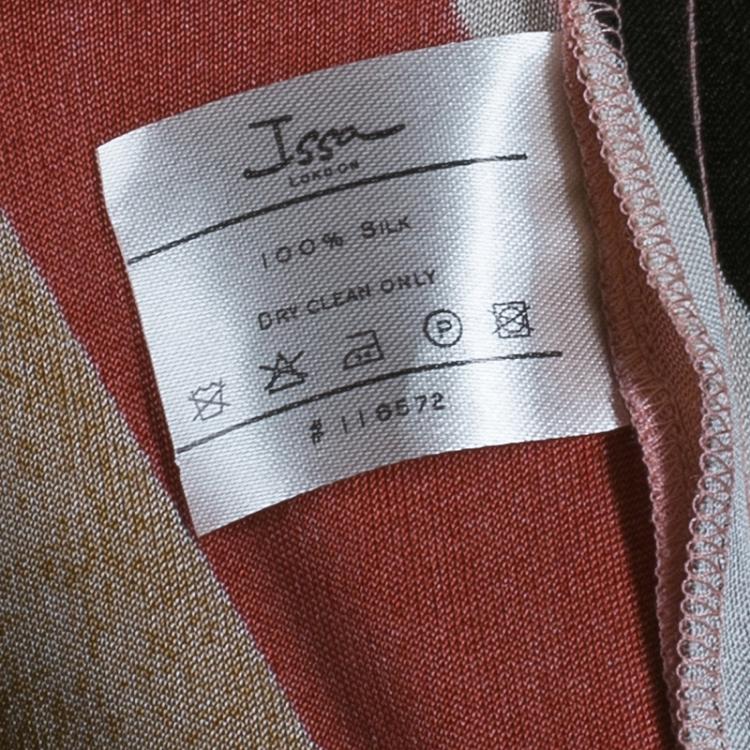 Issa
LONDON
100% SILK
DRY CLEAN ONLY
P
# 116572